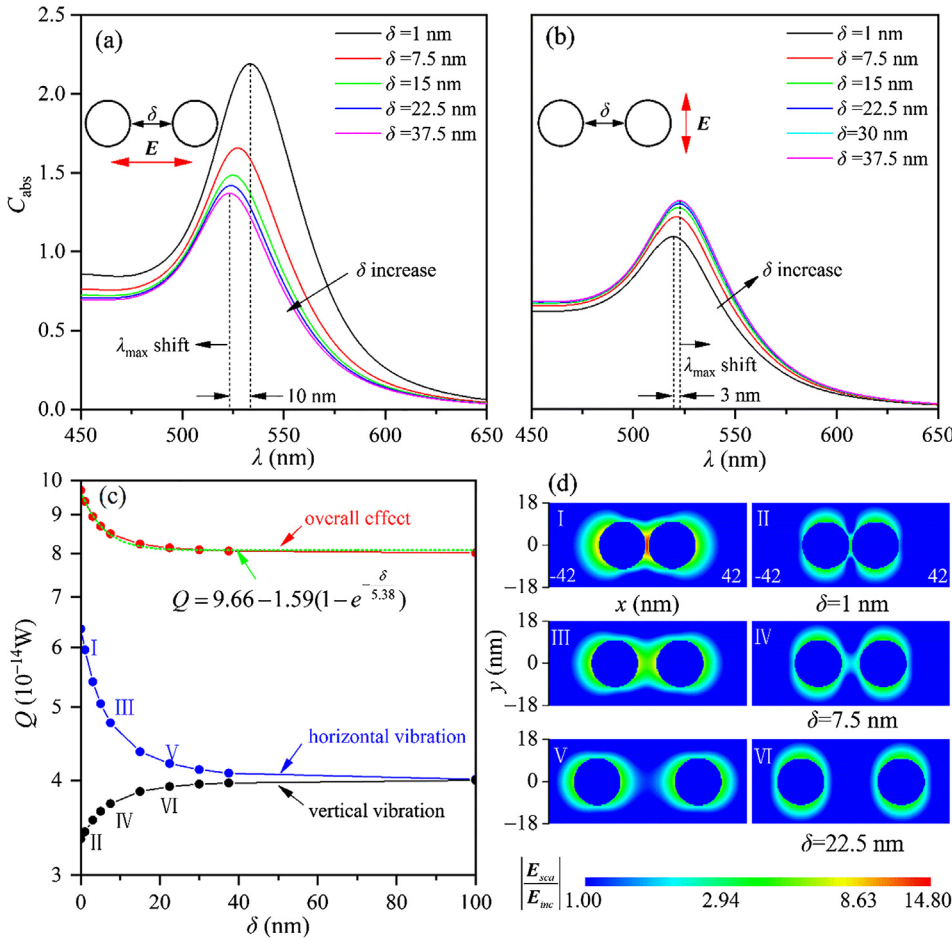 (a)
δ =1 nm
δ =7.5 nm
δ =15 nm
δ =22.5 nm
δ =37.5 nm
δ
E
δ increase
λmax shift
10 nm
2.5
2.0
1.5
1.0
0.5
0.0
Cabs
450 500 550 600 650
λ (nm)
(b)
δ =1 nm
δ =7.5 nm
δ =15 nm
δ =22.5 nm
δ=30 nm
δ =37.5 nm
δ
E
δ increase
λmax shift
3 nm
450 500 550 600 650
λ (nm)
(c)
10
9
8
7
6
5
4
3
Q (10⁻¹⁴W)
overall effect
Q = 9.66 − 1.59(1 − e^(−δ/5.38))
I
III
V
horizontal vibration
II
IV
VI
vertical vibration
0 20 40 60 80 100
δ (nm)
(d)
18
0
−18
I
-42 42
x (nm)
II
-42 42
δ=1 nm
18
0
−18
y (nm)
III
IV
δ=7.5 nm
18
0
−18
V
VI
δ=22.5 nm
|Esca/Einc|
1.00 2.94 8.63 14.80